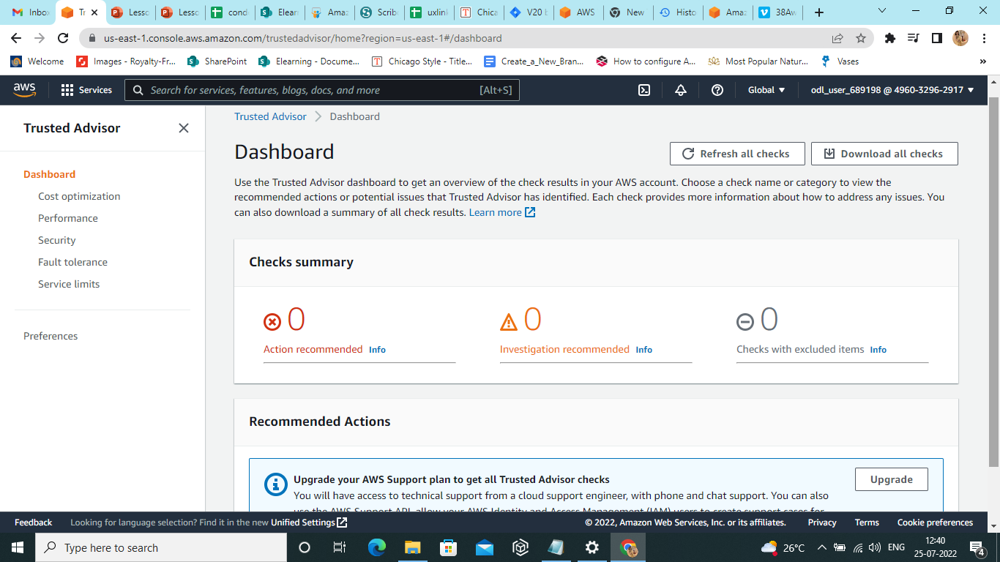 Inbox
Tr
Lesso
Lesso
cond
Elear
Amaz
Scrib
uxlin
Chica
V20 b
AWS
New
Histo
Amaz
38Aw
us-east-1.console.aws.amazon.com/trustedadvisor/home?region=us-east-1#/dashboard
Welcome
Images - Royalty-Fr...
SharePoint
Elearning - Docume...
Chicago Style - Title...
Create_a_New_Bran...
How to configure A...
Most Popular Natur...
Vases
»
aws
Services
Search for services, features, blogs, docs, and more
[Alt+S]
Global
odl_user_689198 @ 4960-3296-2917
Trusted Advisor
Dashboard
Cost optimization
Performance
Security
Fault tolerance
Service limits
Preferences
Trusted Advisor
Dashboard
Dashboard
Refresh all checks
Download all checks
Use the Trusted Advisor dashboard to get an overview of the check results in your AWS account. Choose a check name or category to view the
recommended actions or potential issues that Trusted Advisor has identified. Each check provides more information about how to address any issues. You
can also download a summary of all check results. Learn more
Checks summary
0
Action recommended Info
0
Investigation recommended Info
0
Checks with excluded items Info
Recommended Actions
Upgrade your AWS Support plan to get all Trusted Advisor checks
You will have access to technical support from a cloud support engineer, with phone and chat support. You can also
use the AWS Support API, allow your AWS Identity and Access Management (IAM) users to create support cases for
Upgrade
Feedback
Looking for language selection? Find it in the new Unified Settings
© 2022, Amazon Web Services, Inc. or its affiliates.
Privacy
Terms
Cookie preferences
Type here to search
26°C
ENG
12:40
25-07-2022
4